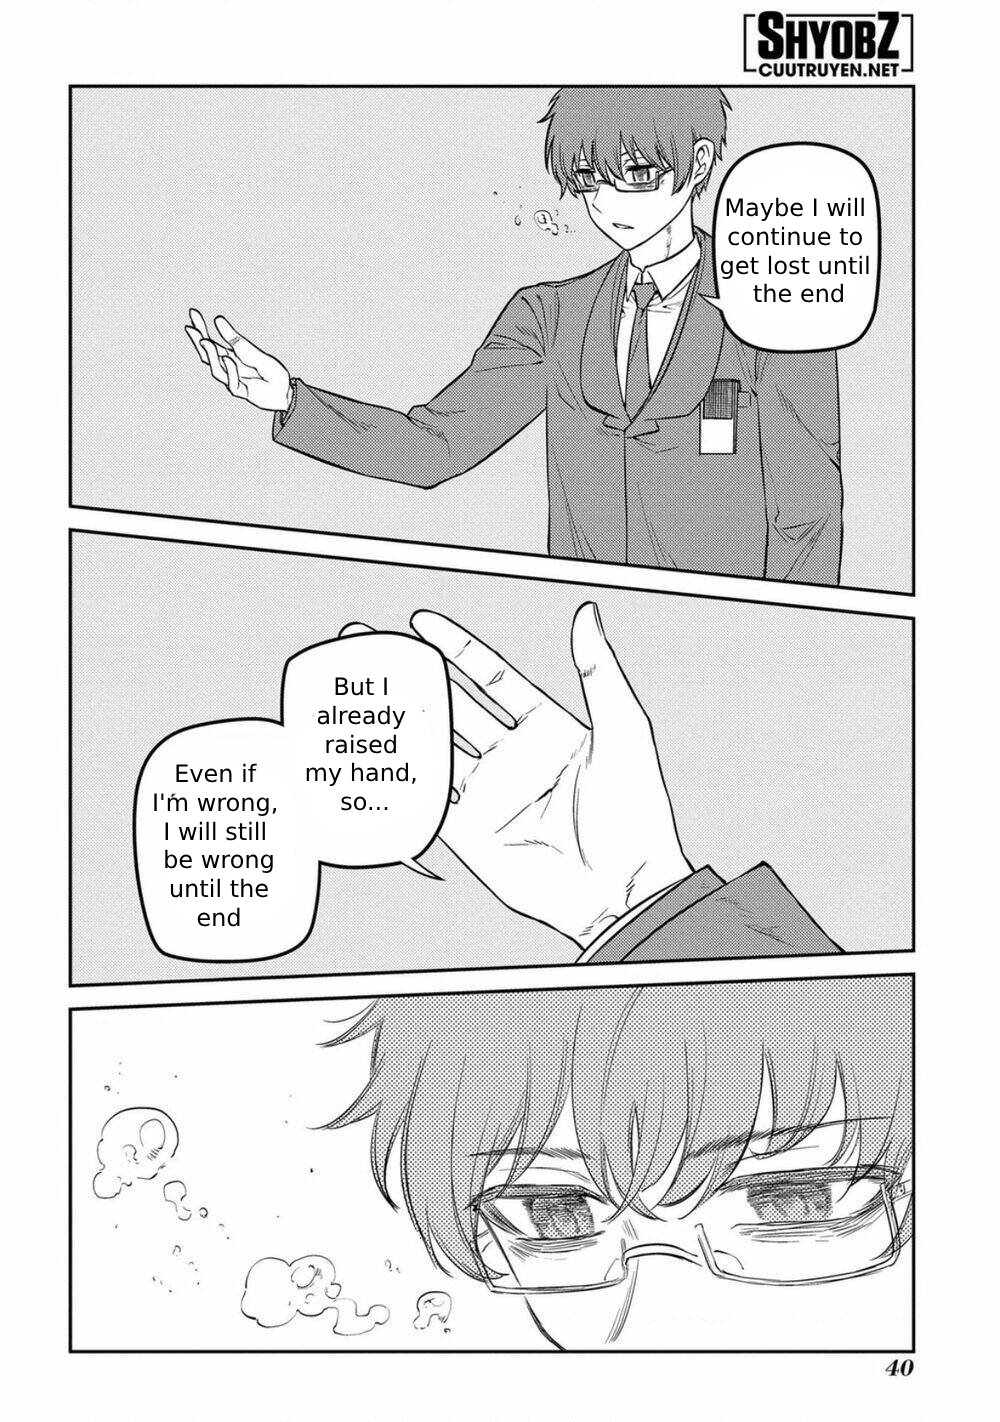 SHYOBZ
CUUTRUYEN.NET
Maybe I will
continue to
get lost until
the end
But I
already
raised
my hand,
so...
Even if
I'm wrong,
I will still
be wrong
until the
end
40